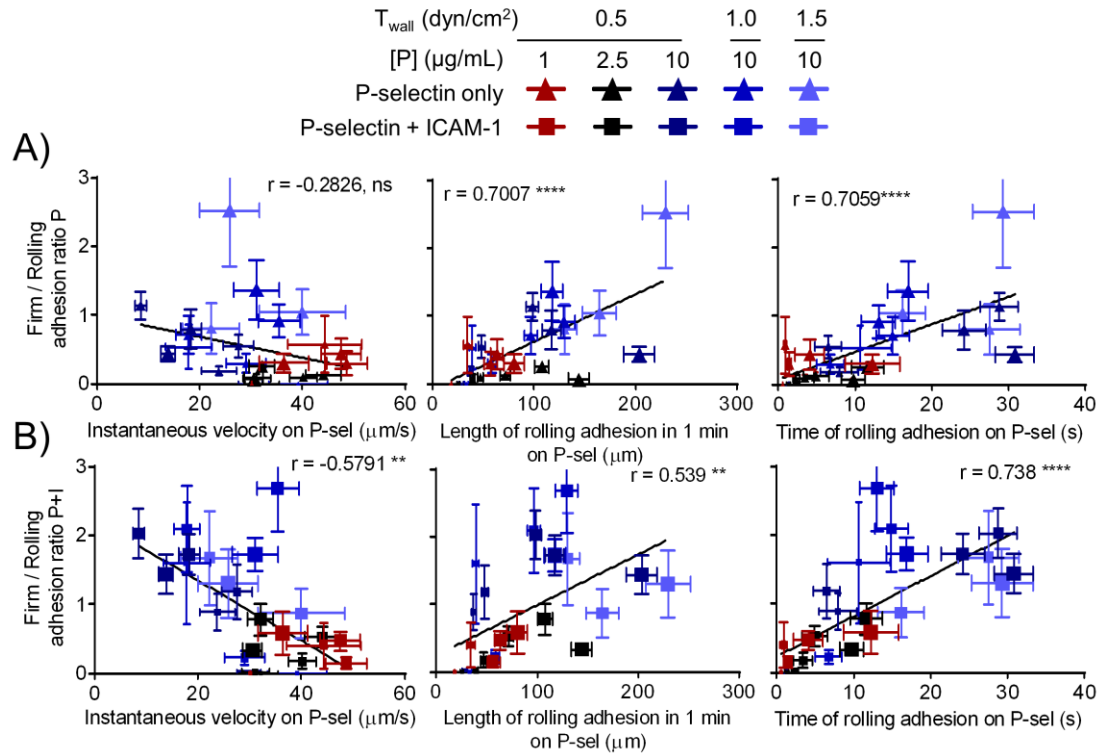 T wall (dyn/cm²) 0.5 1.0 1.5
[P] (µg/mL) 1 2.5 10 10 10
P-selectin only
P-selectin + ICAM-1
A)
Firm / Rolling
adhesion ratio P
3
2
1
0
r = -0.2826, ns
0 20 40 60
Instantaneous velocity on P-sel (µm/s)
r = 0.7007 ****
0 100 200 300
Length of rolling adhesion in 1 min
on P-sel (µm)
r = 0.7059****
0 10 20 30 40
Time of rolling adhesion on P-sel (s)
B)
Firm / Rolling
adhesion ratio P+I
3
2
1
0
r = -0.5791 **
0 20 40 60
Instantaneous velocity on P-sel (µm/s)
r = 0.539 **
0 100 200 300
Length of rolling adhesion in 1 min
on P-sel (µm)
r = 0.738 ****
0 10 20 30 40
Time of rolling adhesion on P-sel (s)